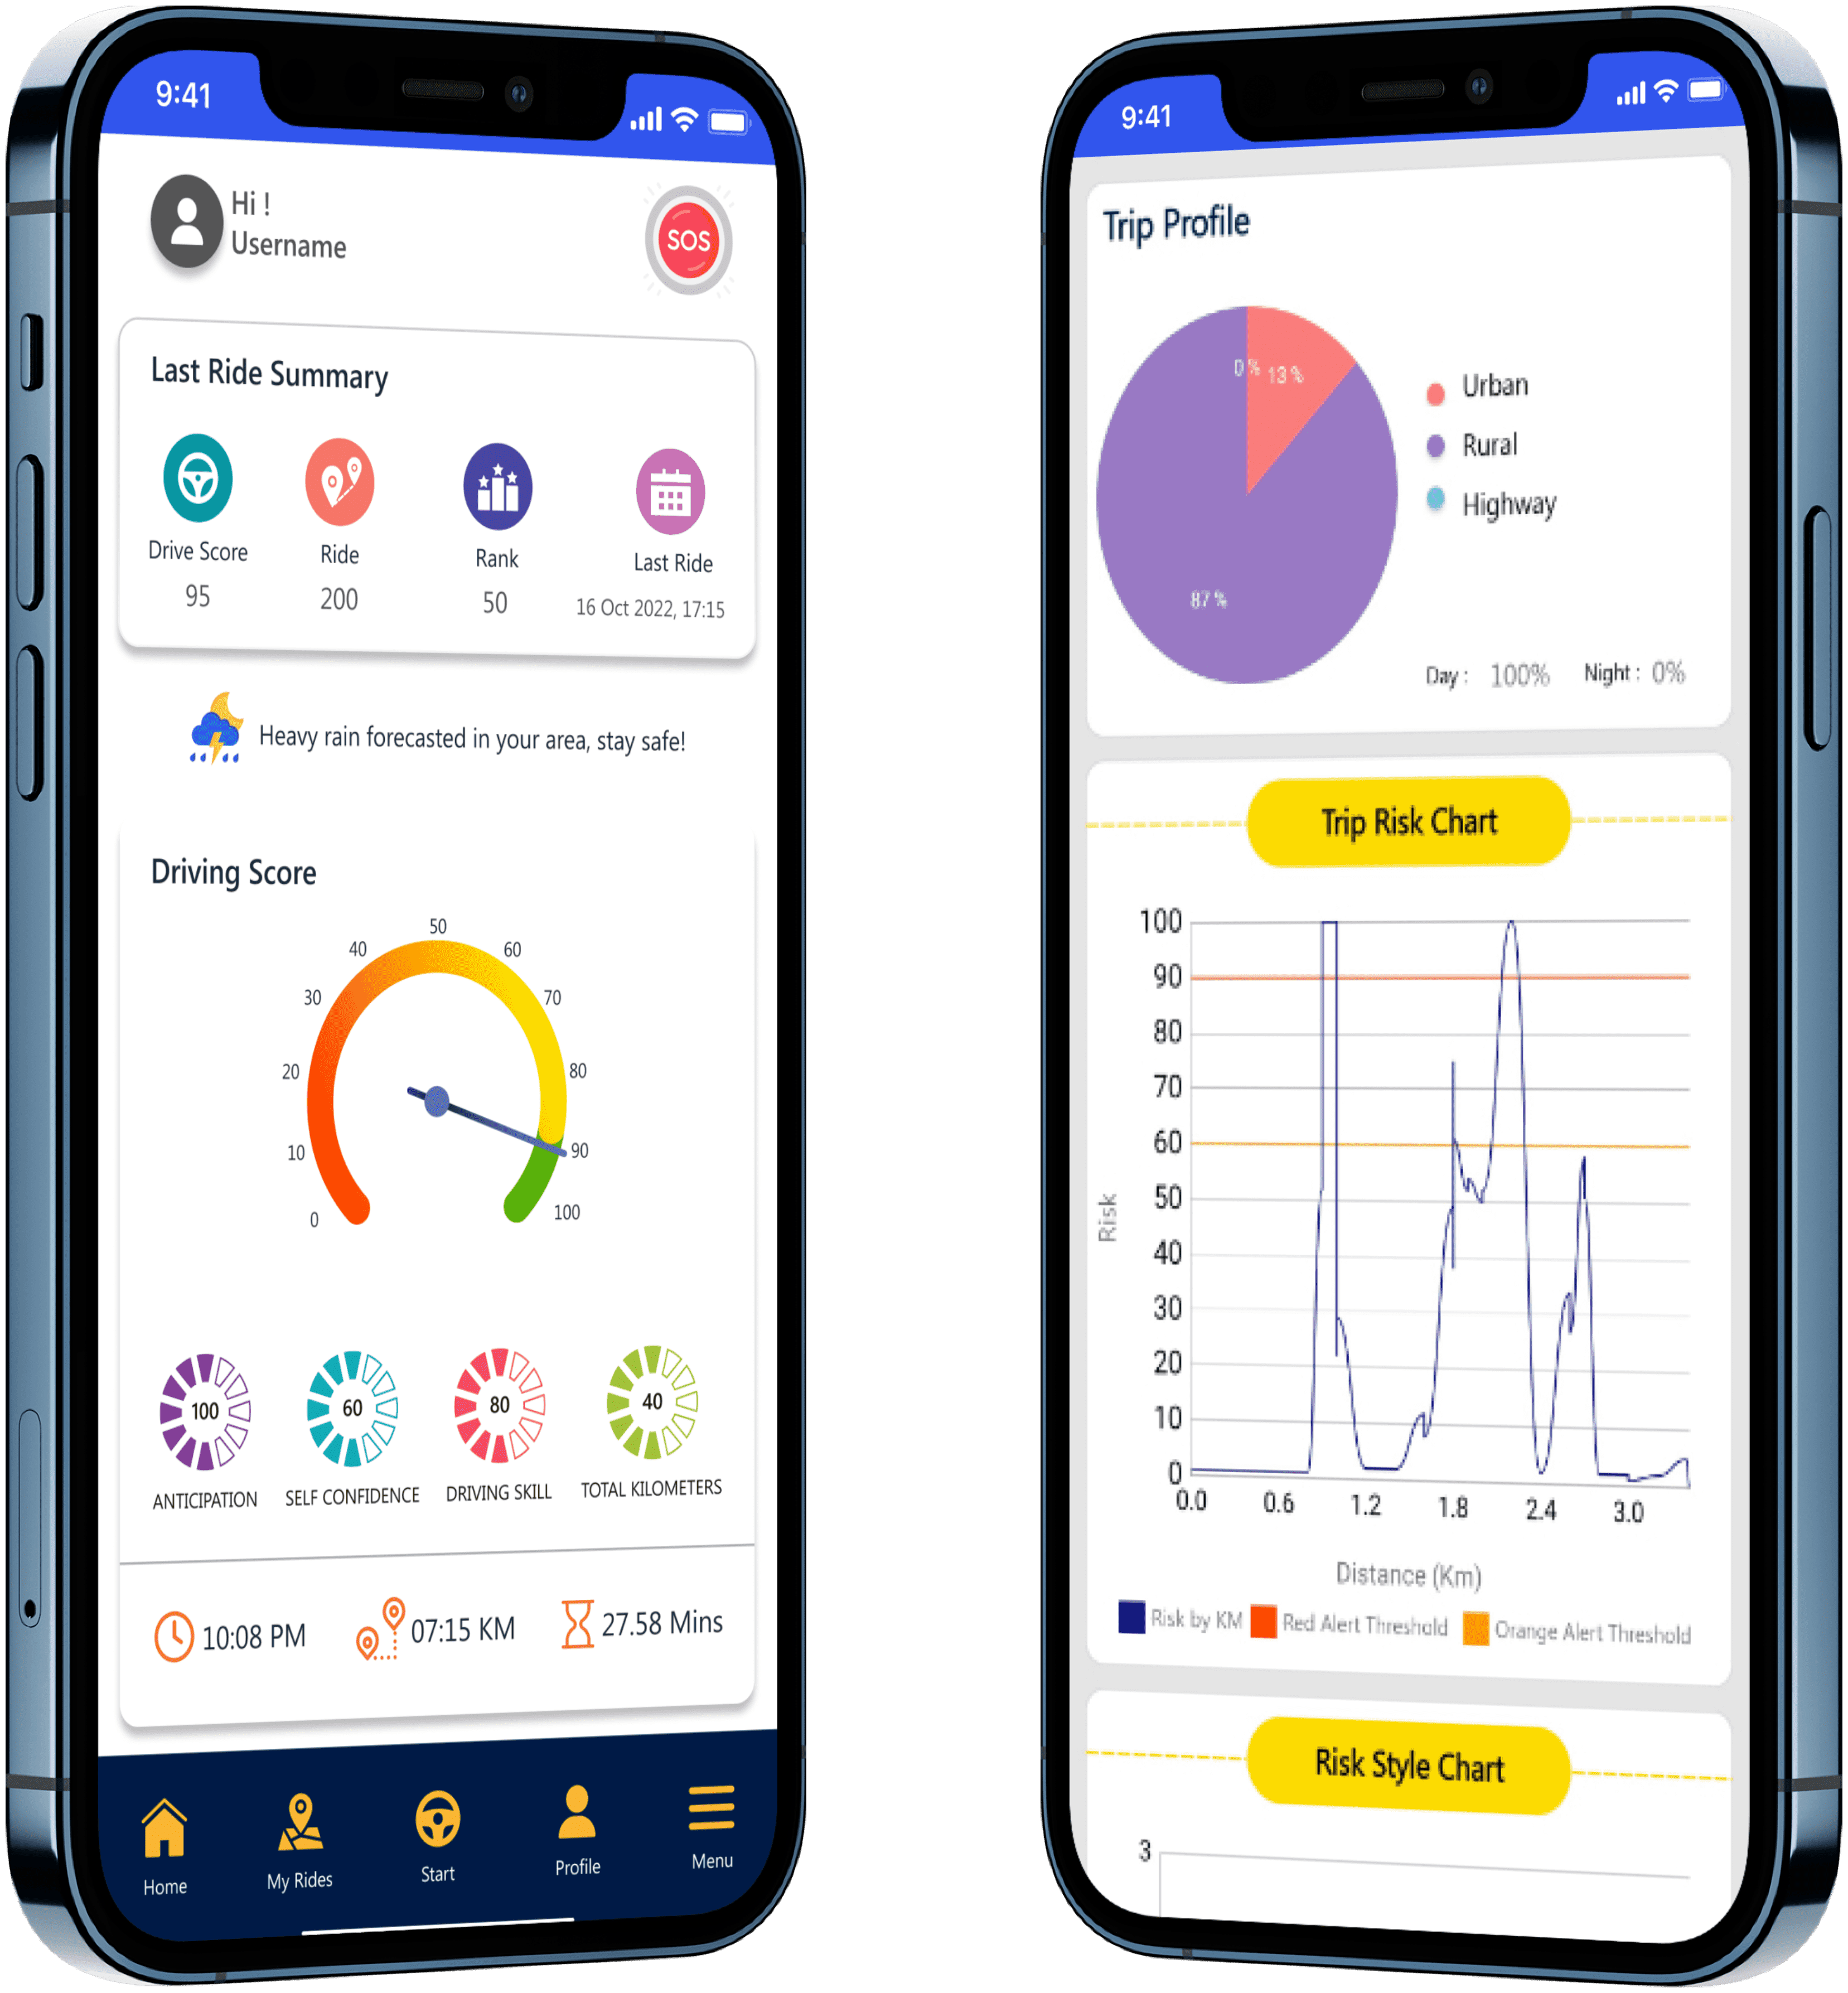 9:41
Hi !
Username
SOS
Last Ride Summary
Drive Score
Ride
Rank
Last Ride
95
200
50
16 Oct 2022, 17:15
Heavy rain forecasted in your area, stay safe!
Driving Score
0
10
20
30
40
50
60
70
80
90
100
100
60
80
40
ANTICIPATION
SELF CONFIDENCE
DRIVING SKILL
TOTAL KILOMETERS
10:08 PM
07:15 KM
27.58 Mins
Home
My Rides
Start
Profile
Menu
9:41
Trip Profile
0 %
13 %
87 %
Urban
Rural
Highway
Day : 100%
Night : 0%
Trip Risk Chart
100
90
80
70
60
50
40
30
20
10
0
Risk
0.0
0.6
1.2
1.8
2.4
3.0
Distance (Km)
Risk by KM
Red Alert Threshold
Orange Alert Threshold
Risk Style Chart
3